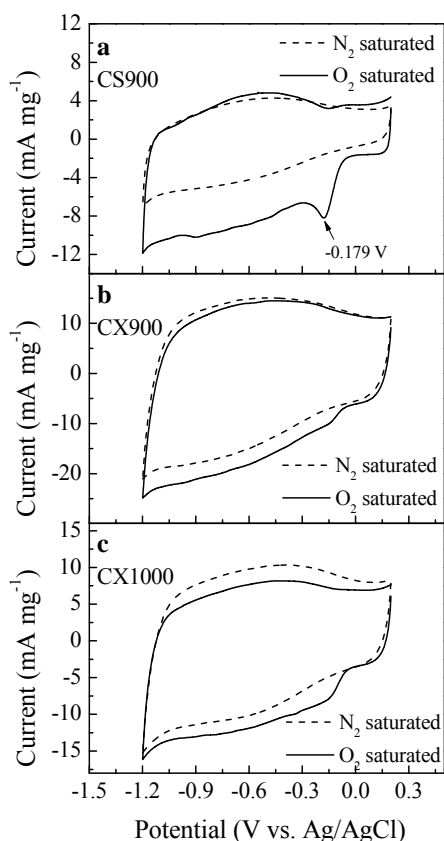 12
8
4
0
-4
-8
-12
Current (mA mg⁻¹)
a
CS900
N₂ saturated
O₂ saturated
-0.179 V
10
0
-10
-20
Current (mA mg⁻¹)
b
CX900
N₂ saturated
O₂ saturated
15
10
5
0
-5
-10
-15
Current (mA mg⁻¹)
c
CX1000
N₂ saturated
O₂ saturated
-1.5 -1.2 -0.9 -0.6 -0.3 0.0 0.3
Potential (V vs. Ag/AgCl)